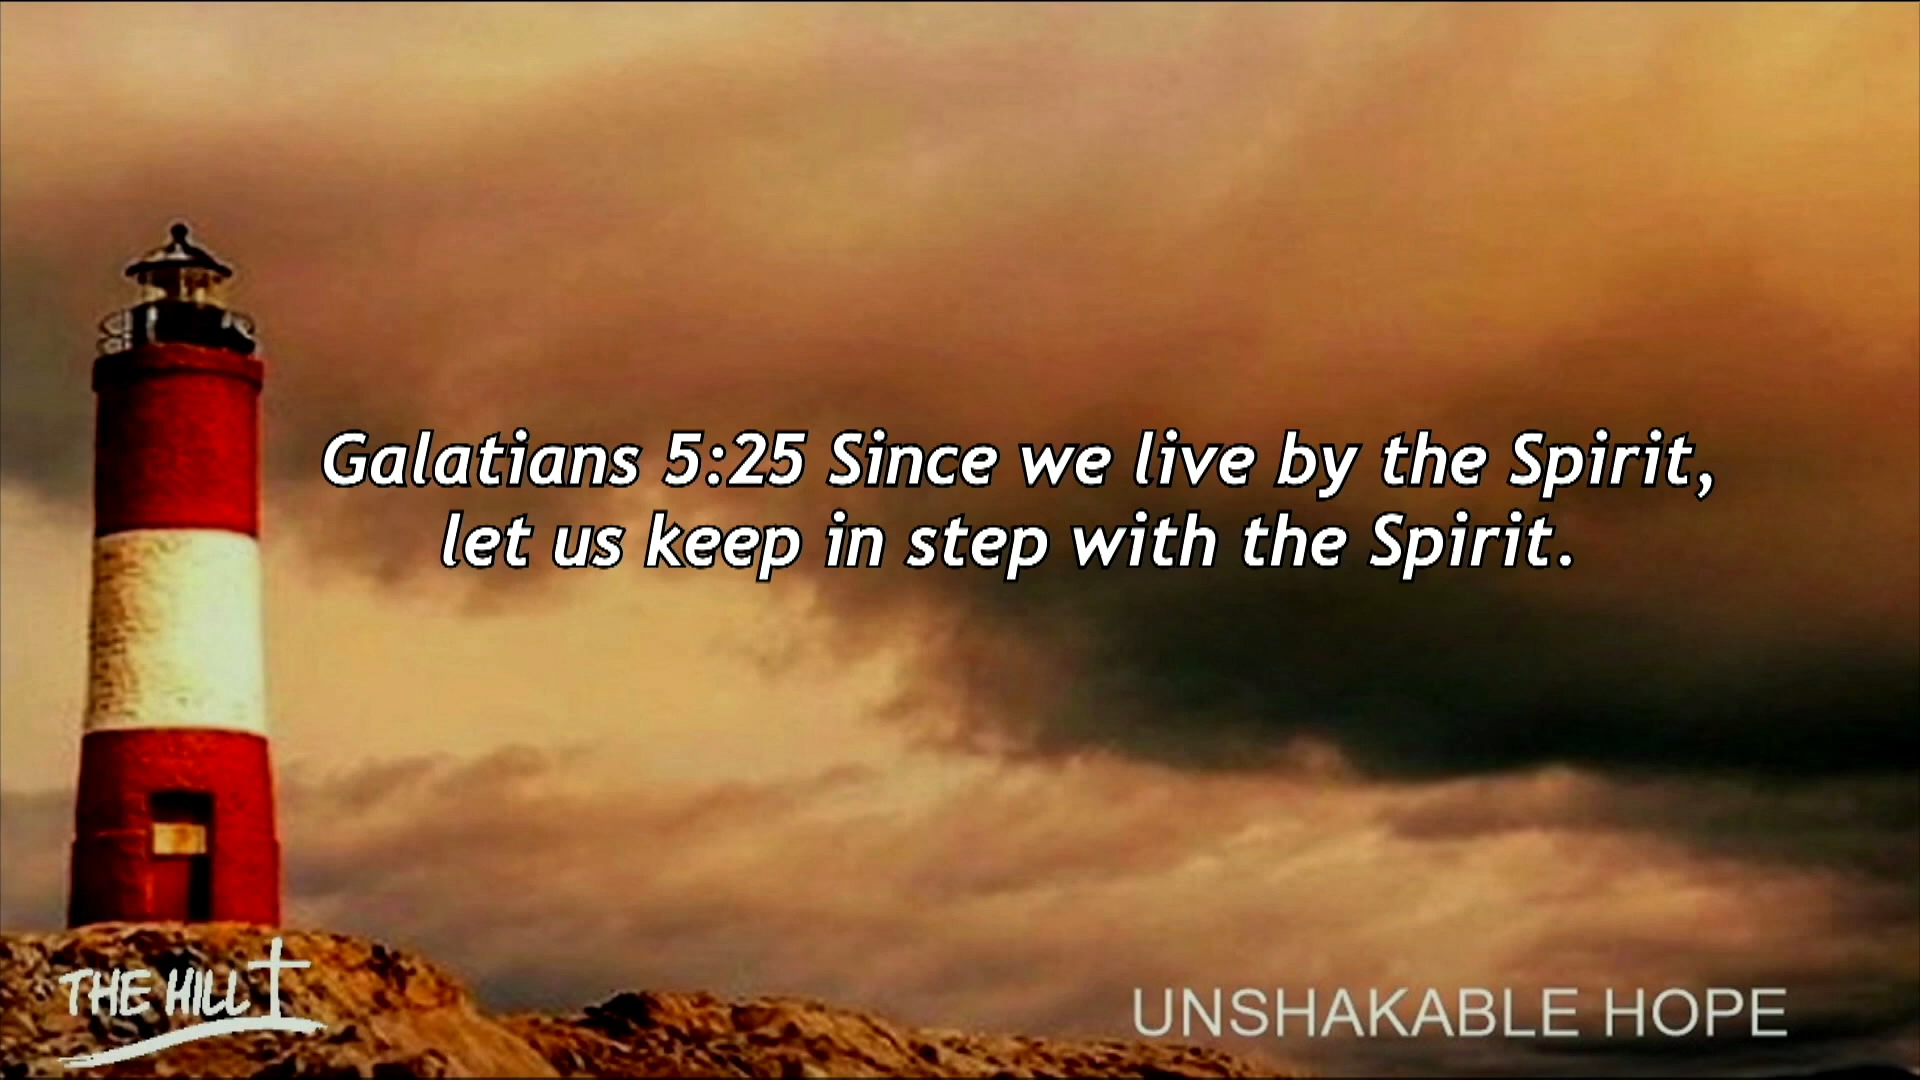 Galatians 5:25 Since we live by the Spirit,
let us keep in step with the Spirit.
THE HILL
UNSHAKABLE HOPE